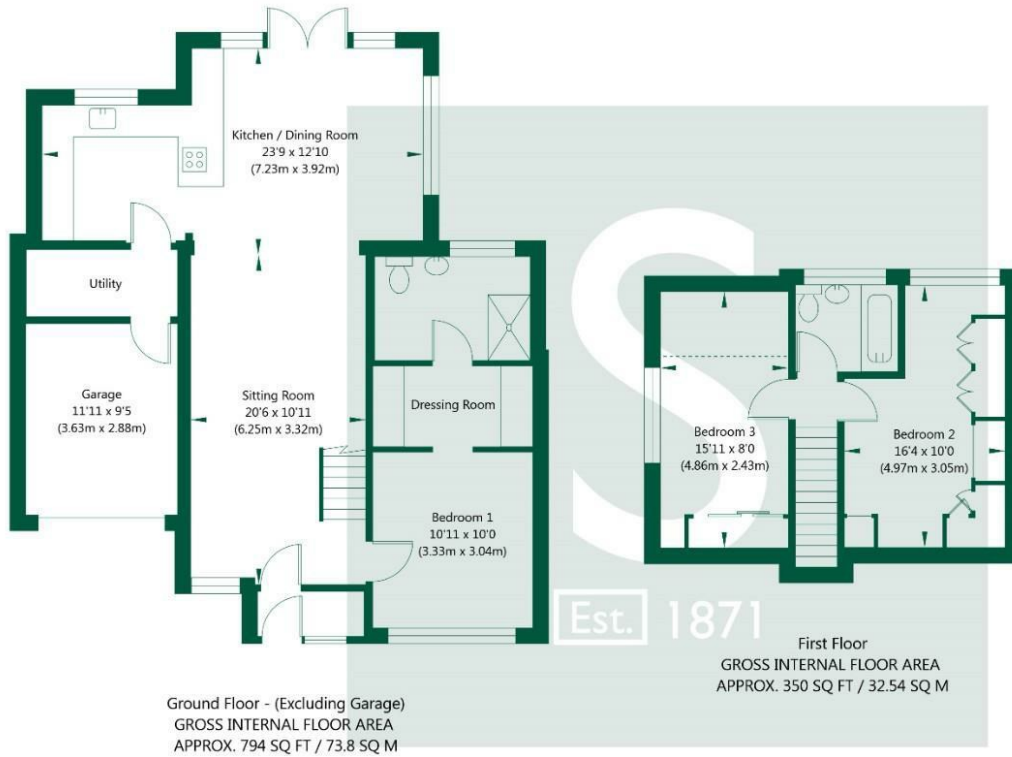 Kitchen / Dining Room
23'9 x 12'10
(7.23m x 3.92m)
Utility
Garage
11'11 x 9'5
(3.63m x 2.88m)
Sitting Room
20'6 x 10'11
(6.25m x 3.32m)
Dressing Room
Bedroom 1
10'11 x 10'0
(3.33m x 3.04m)
Bedroom 3
15'11 x 8'0
(4.86m x 2.43m)
Bedroom 2
16'4 x 10'0
(4.97m x 3.05m)
S
Est. 1871
First Floor
GROSS INTERNAL FLOOR AREA
APPROX. 350 SQ FT / 32.54 SQ M
Ground Floor - (Excluding Garage)
GROSS INTERNAL FLOOR AREA
APPROX. 794 SQ FT / 73.8 SQ M